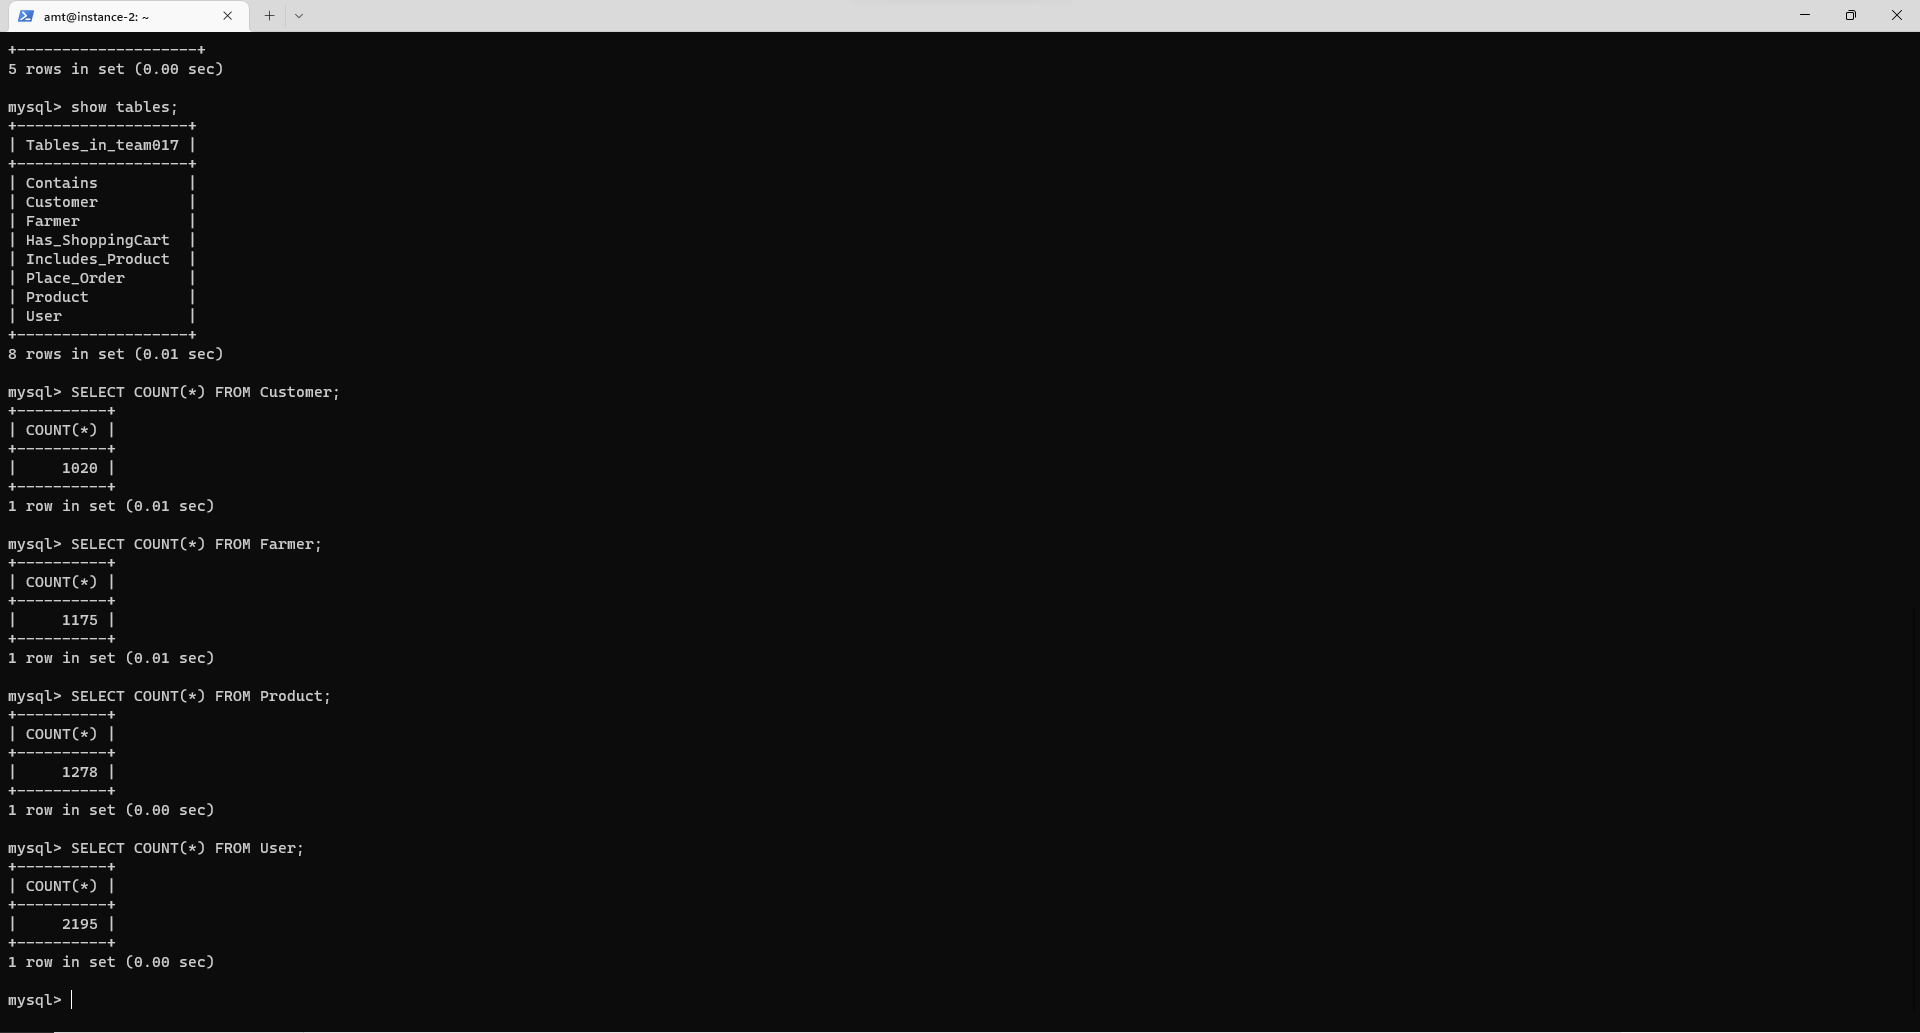 amt@instance-2: ~
+--------------------+
5 rows in set (0.00 sec)
mysql> show tables;
+-------------------+
| Tables_in_team017 |
+-------------------+
| Contains          |
| Customer          |
| Farmer            |
| Has_ShoppingCart  |
| Includes_Product  |
| Place_Order       |
| Product           |
| User              |
+-------------------+
8 rows in set (0.01 sec)
mysql> SELECT COUNT(*) FROM Customer;
+----------+
| COUNT(*) |
+----------+
|     1020 |
+----------+
1 row in set (0.01 sec)
mysql> SELECT COUNT(*) FROM Farmer;
+----------+
| COUNT(*) |
+----------+
|     1175 |
+----------+
1 row in set (0.01 sec)
mysql> SELECT COUNT(*) FROM Product;
+----------+
| COUNT(*) |
+----------+
|     1278 |
+----------+
1 row in set (0.00 sec)
mysql> SELECT COUNT(*) FROM User;
+----------+
| COUNT(*) |
+----------+
|     2195 |
+----------+
1 row in set (0.00 sec)
mysql>